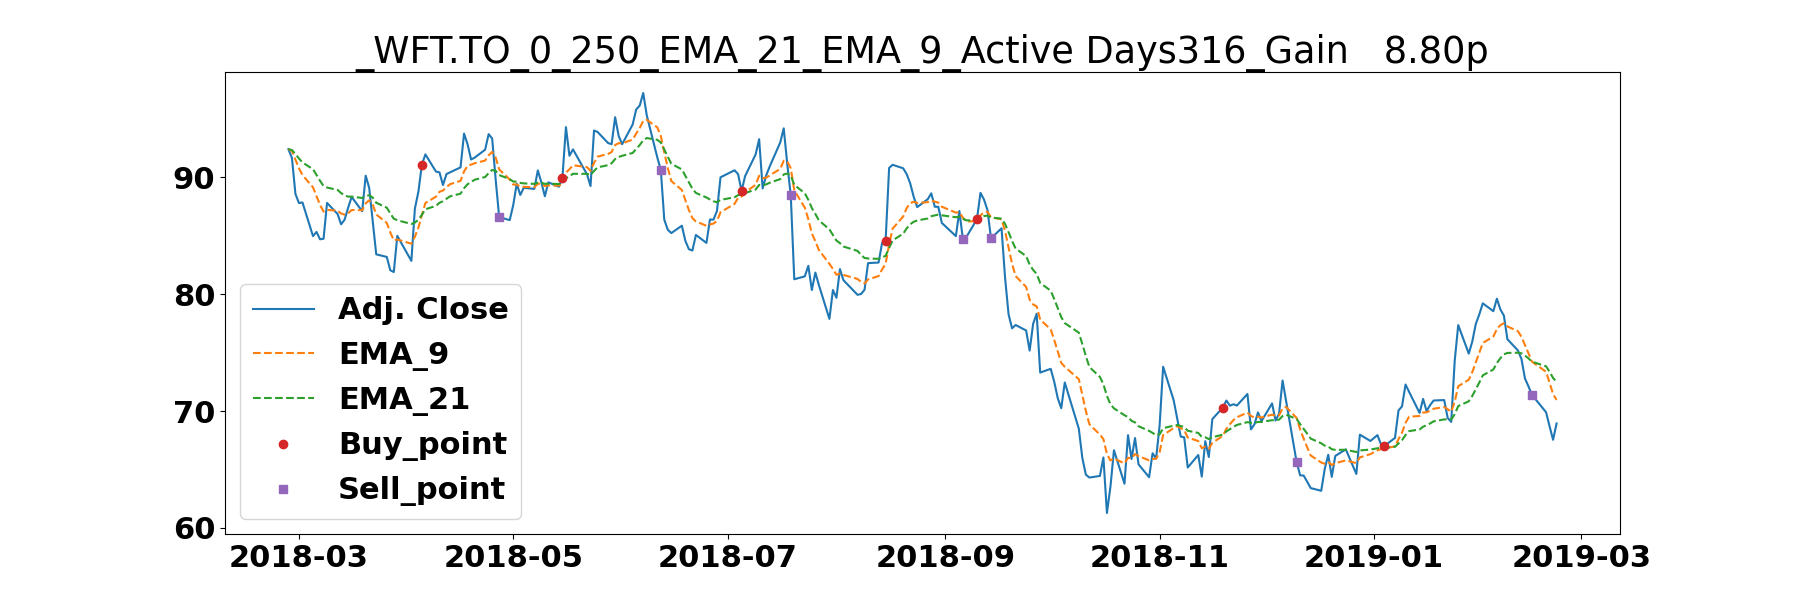 _WFT.TO_0_250_EMA_21_EMA_9_Active Days316_Gain   8.80p
90
80
70
60
Adj. Close
EMA_9
EMA_21
Buy_point
Sell_point
2018-03 2018-05 2018-07 2018-09 2018-11 2019-01 2019-03